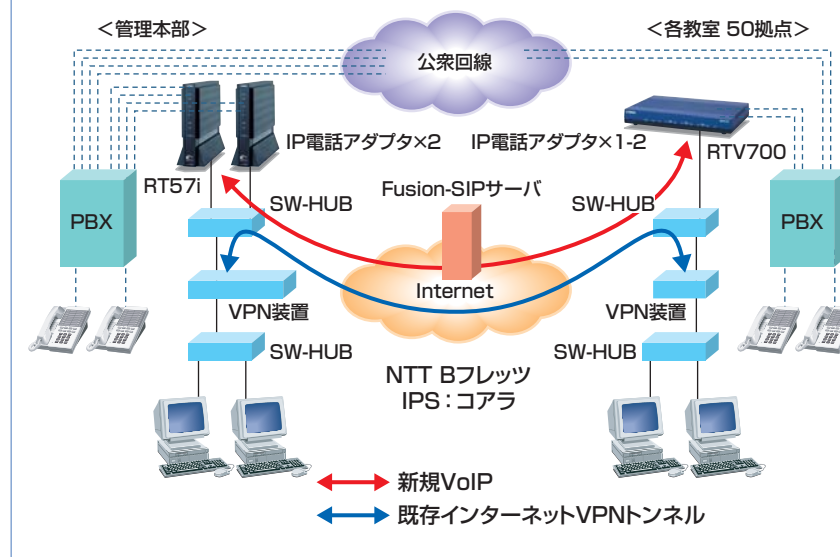 <管理本部>
公衆回線
<各教室 50拠点>
IP電話アダプタ×2
IP電話アダプタ×1-2
RT57i
RTV700
PBX
SW-HUB
Fusion-SIPサーバ
SW-HUB
PBX
Internet
VPN装置
VPN装置
SW-HUB
SW-HUB
NTT Bフレッツ
IPS:コアラ
新規VoIP
既存インターネットVPNトンネル